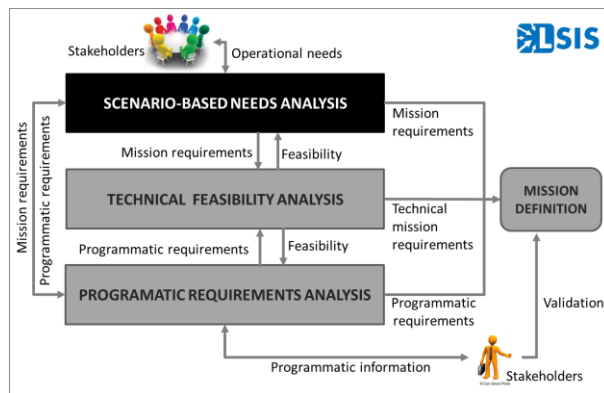 Stakeholders
Operational needs
LSIS
SCENARIO-BASED NEEDS ANALYSIS
Mission
requirements
Mission requirements
Feasibility
Mission requirements
Programmatic requirements
TECHNICAL FEASIBILITY ANALYSIS
MISSION
DEFINITION
Technical
mission
requirements
Programmatic requirements
Feasibility
PROGRAMATIC REQUIREMENTS ANALYSIS
Programmatic
requirements
Validation
Programmatic information
Stakeholders